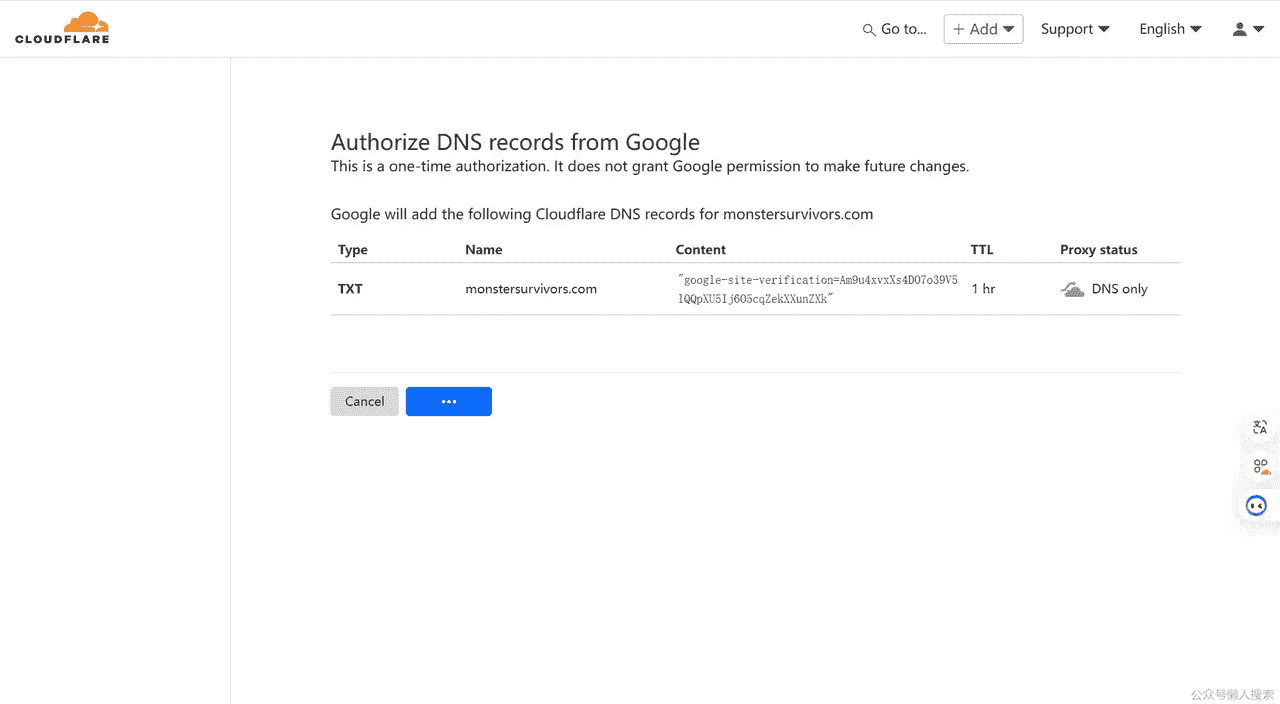 CLOUDFLARE
Go to...
+ Add
Support
English
Authorize DNS records from Google
This is a one-time authorization. It does not grant Google permission to make future changes.
Google will add the following Cloudflare DNS records for monstersurvivors.com
Type Name Content TTL Proxy status
TXT monstersurvivors.com "google-site-verification=Am9u4xvxXs4DO7o39V5 1 hr DNS only
lQQpXU5Ij6O5cqZekXXunZXk"
Cancel
公众号懒人搜索